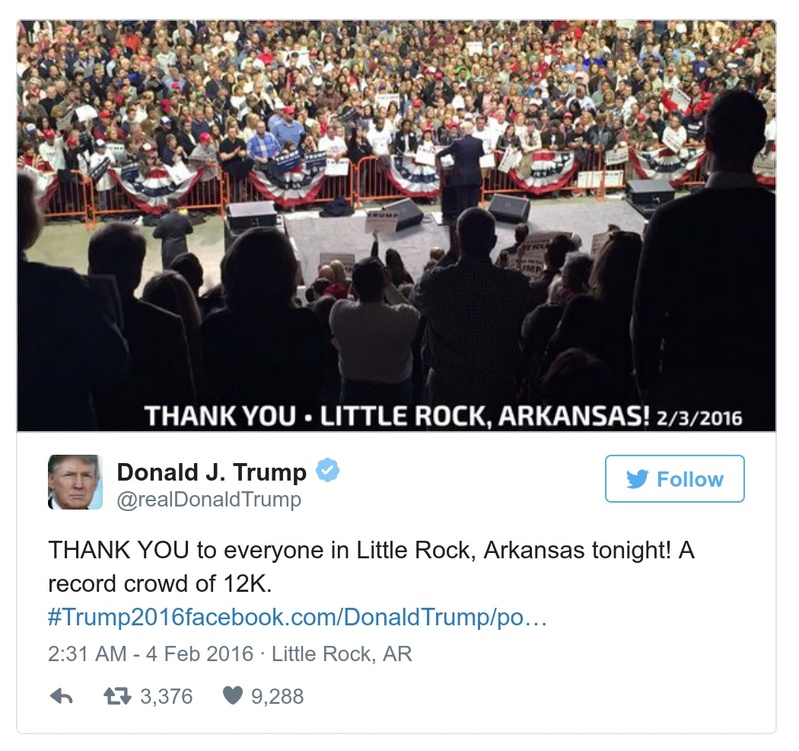 TRUMP
THANK YOU • LITTLE ROCK, ARKANSAS! 2/3/2016
Donald J. Trump
@realDonaldTrump
Follow
THANK YOU to everyone in Little Rock, Arkansas tonight! A
record crowd of 12K.
#Trump2016facebook.com/DonaldTrump/po…
2:31 AM - 4 Feb 2016 · Little Rock, AR
3,376 9,288